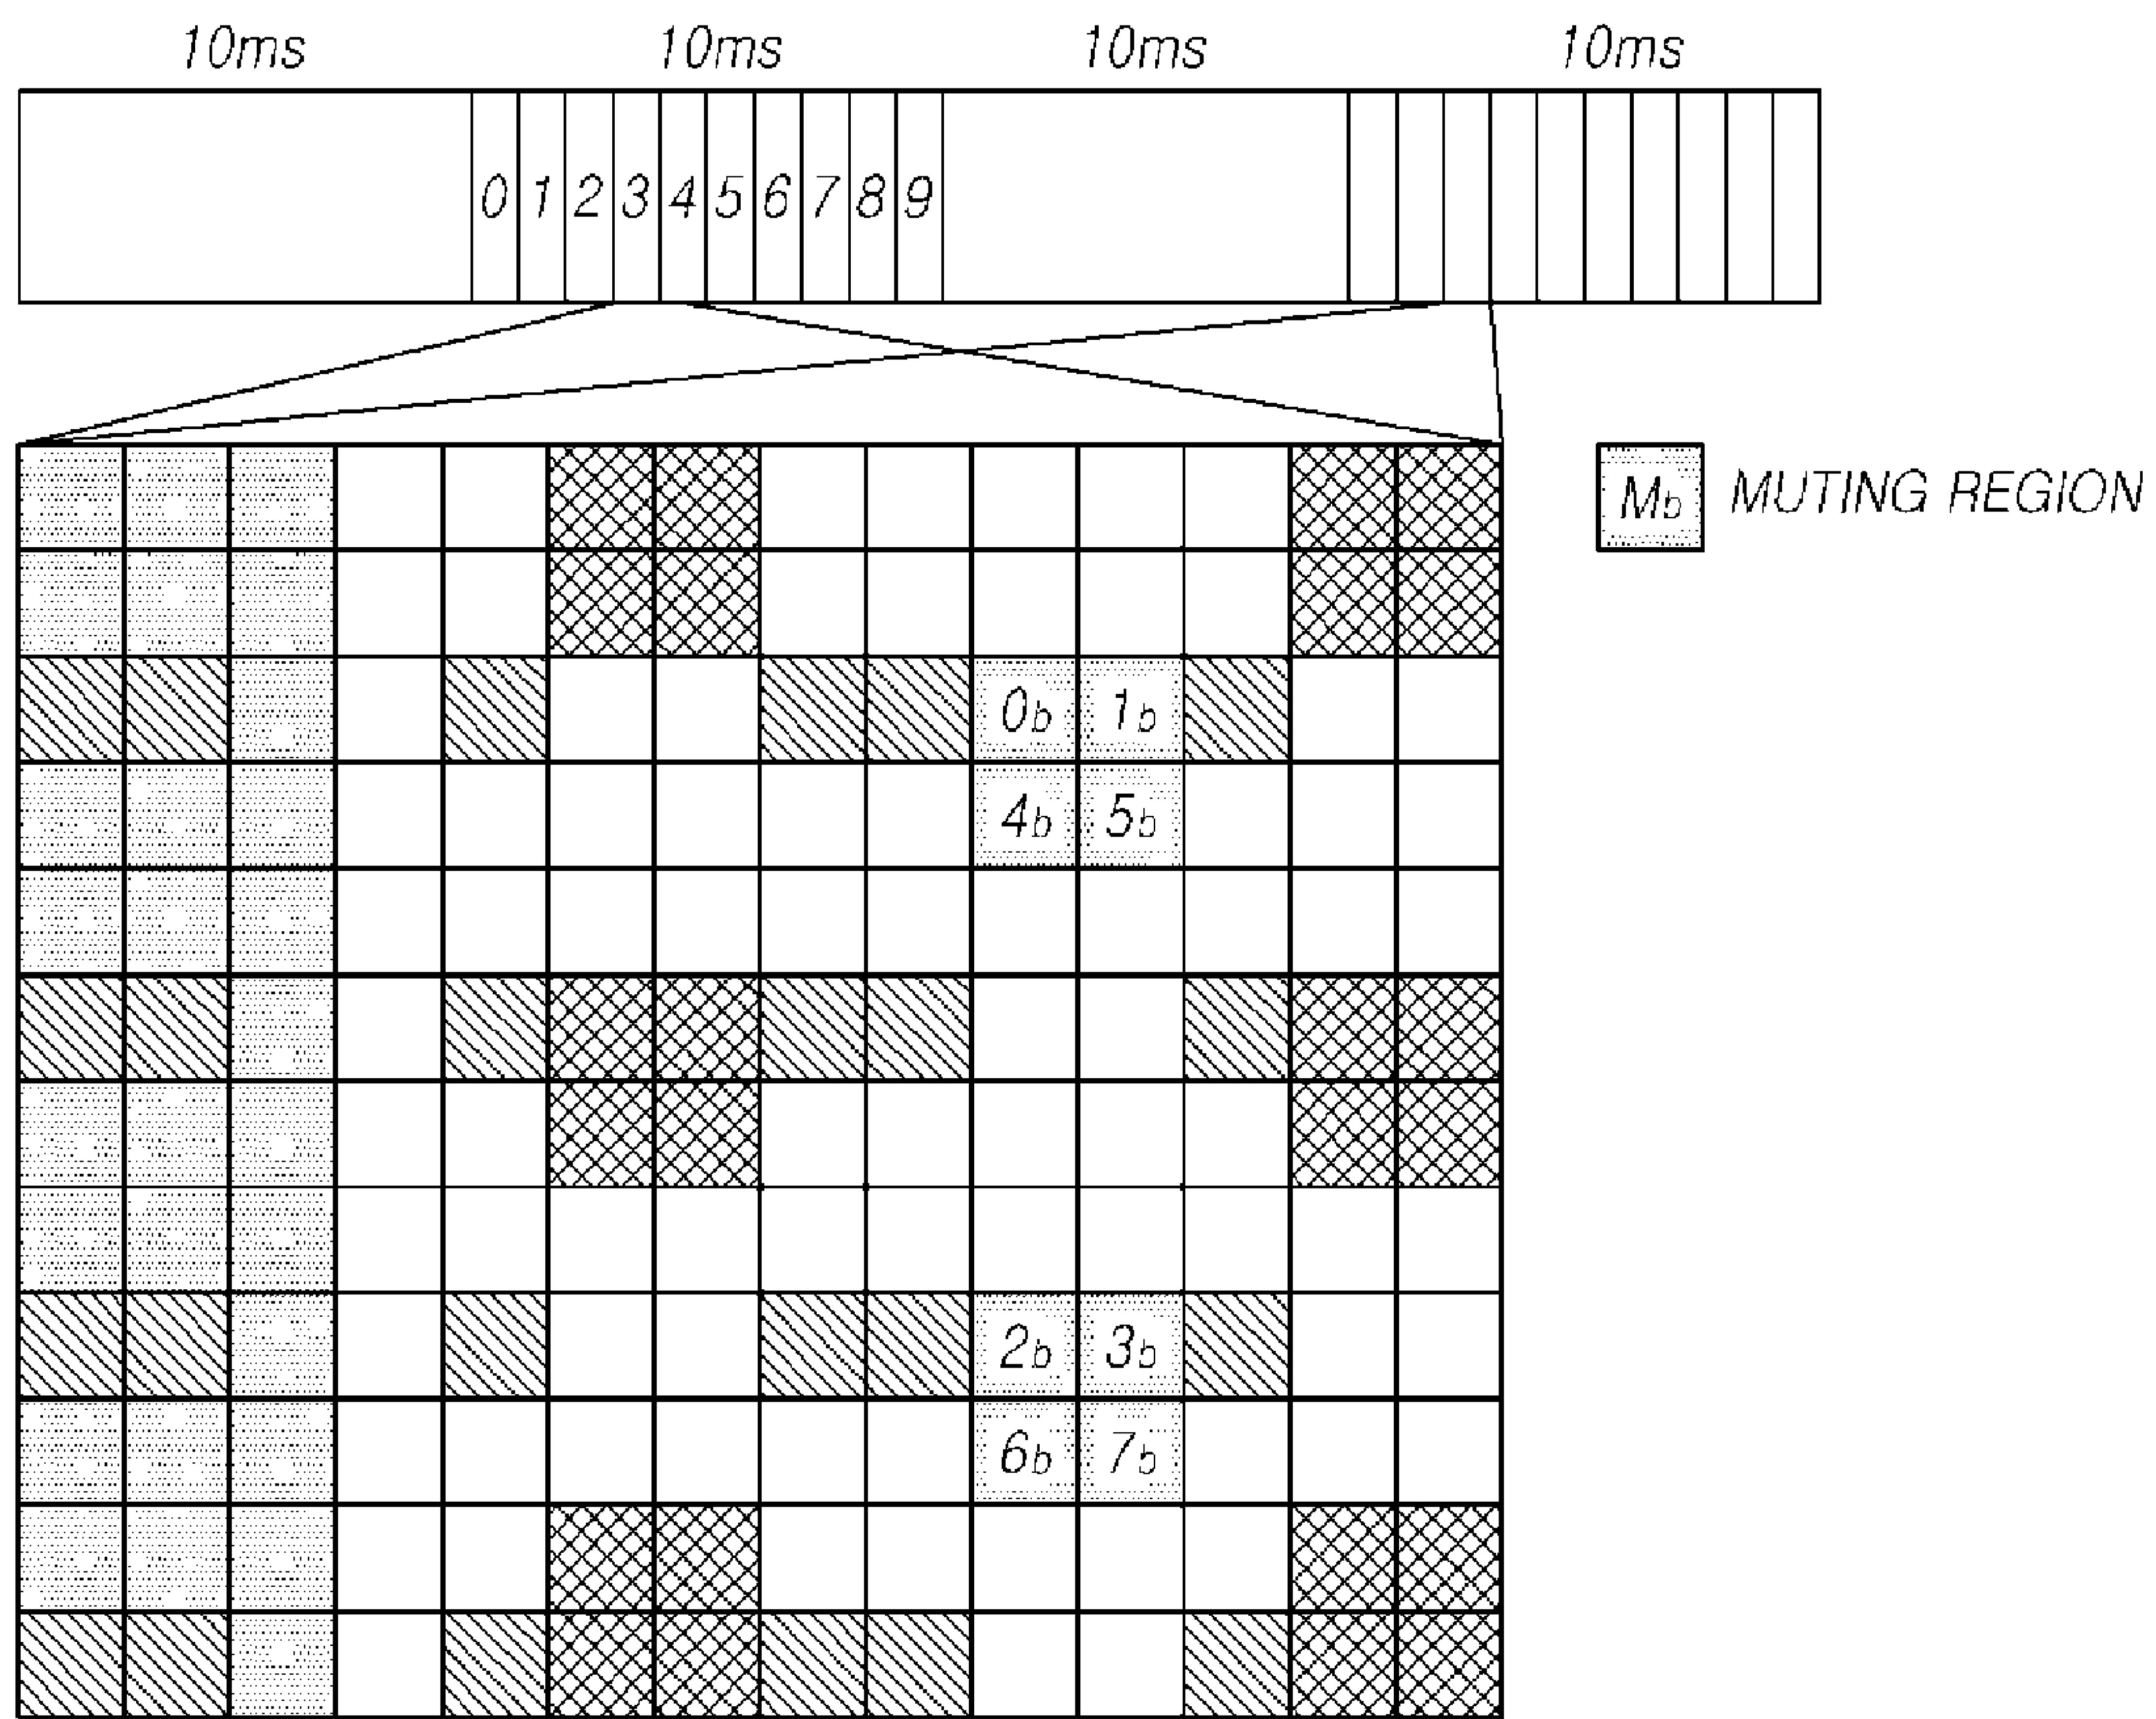 10ms 10ms 10ms 10ms
0 1 2 3 4 5 6 7 8 9
Mb MUTING REGION
0b 1b
4b 5b
2b 3b
6b 7b